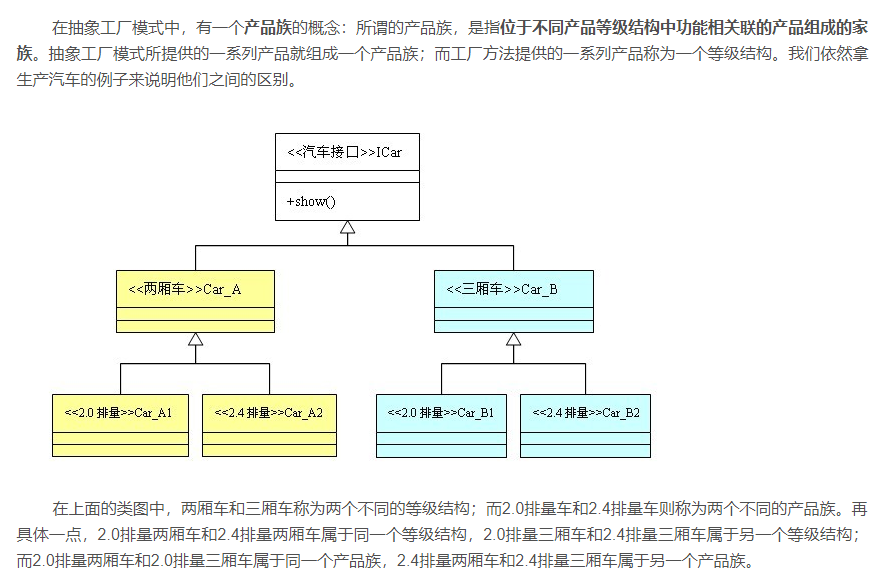 在抽象工厂模式中，有一个产品族的概念：所谓的产品族，是指位于不同产品等级结构中功能相关联的产品组成的家
族。抽象工厂模式所提供的一系列产品就组成一个产品族；而工厂方法提供的一系列产品称为一个等级结构。我们依然拿
生产汽车的例子来说明他们之间的区别。
<<汽车接口>>ICar
+show()
<<两厢车>>Car_A
<<三厢车>>Car_B
<<2.0 排量>>Car_A1
<<2.4 排量>>Car_A2
<<2.0 排量>>Car_B1
<<2.4 排量>>Car_B2
在上面的类图中，两厢车和三厢车称为两个不同的等级结构；而2.0排量车和2.4排量车则称为两个不同的产品族。再
具体一点，2.0排量两厢车和2.4排量两厢车属于同一个等级结构，2.0排量三厢车和2.4排量三厢车属于另一个等级结构；
而2.0排量两厢车和2.0排量三厢车属于同一个产品族，2.4排量两厢车和2.4排量三厢车属于另一个产品族。